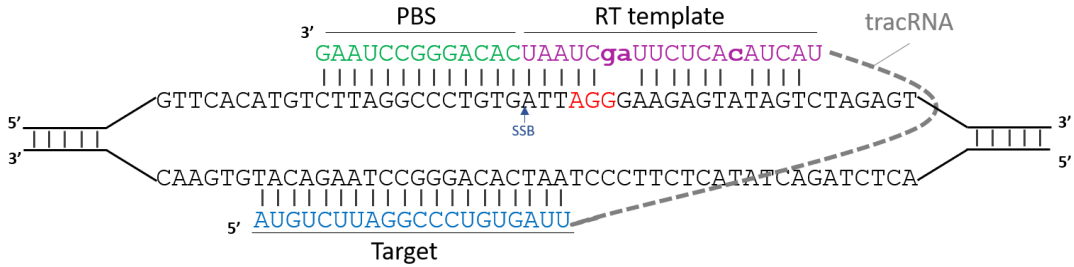 PBS RT template
tracRNA
3’
GAAUCCGGGACACUAAUCgaUUCUCAcAUCAU
GTTCACATGTCTTAGGCCCTGTGATTAGGGAAGAGTATAGTCTAGAGT
5’ 3’
SSB
3’ 5’
CAAGTGTACAGAATCCGGGACACTAATCCCTTCTCATATCAGATCTCA
5’ AUGUCUUAGGCCCUGUGAUU
Target